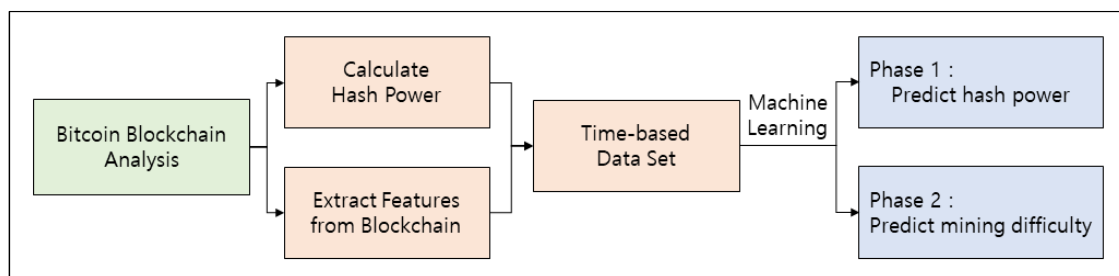 Bitcoin Blockchain
Analysis
Calculate
Hash Power
Extract Features
from Blockchain
Time-based
Data Set
Machine
Learning
Phase 1 :
Predict hash power
Phase 2 :
Predict mining difficulty